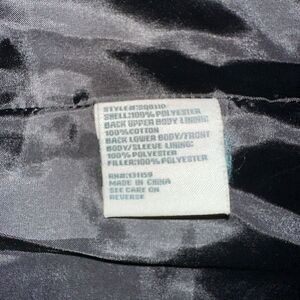 SHELL:100% POLYESTER
BACK UPPER BODY LINING:
100%COTTON
BACK LOWER BODY/FRONT
BODY/SLEEVE LINING:
100% POLYESTER
FILLER:100% POLYESTER
RN#:131159
MADE IN CHINA
SEE CARE ON
REVERSE